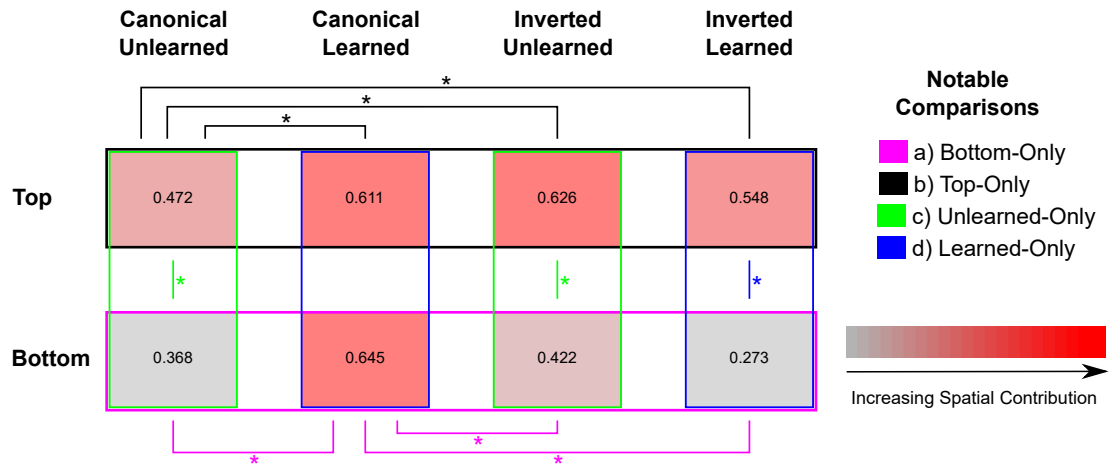 Canonical Unlearned
Canonical Learned
Inverted Unlearned
Inverted Learned
*
*
*
Notable
Comparisons
a) Bottom-Only
b) Top-Only
c) Unlearned-Only
d) Learned-Only
Top
0.472
0.611
0.626
0.548
*
*
*
Bottom
0.368
0.645
0.422
0.273
Increasing Spatial Contribution
*
*
*